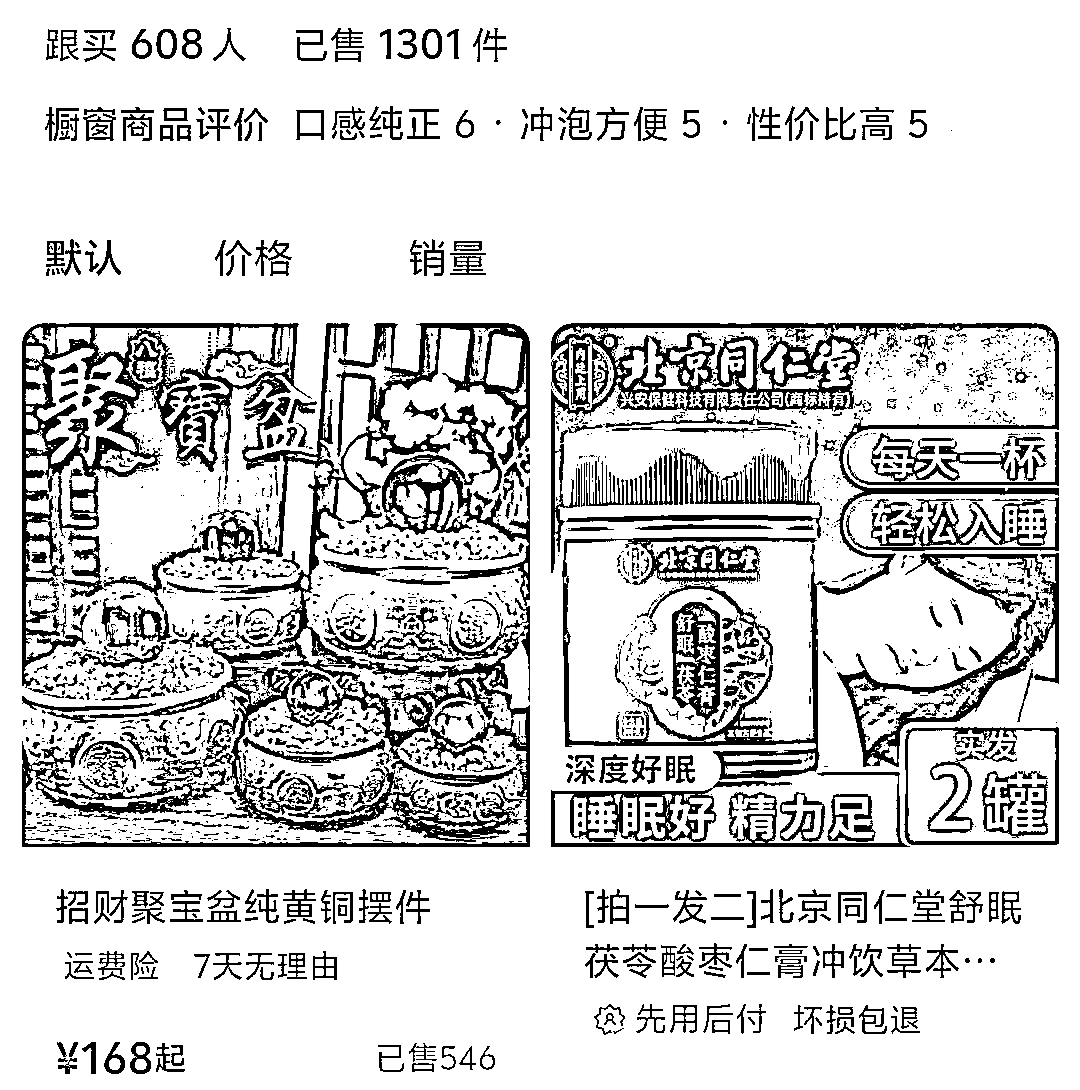 跟买 608 人 已售 1301 件
橱窗商品评价 口感纯正 6 · 冲泡方便 5 · 性价比高 5
默认 价格 销量
聚寶盆
北京同仁堂
兴安保健科技有限责任公司(商标持有)
每天一杯
轻松入睡
北京同仁堂
酸枣仁膏
舒眠茯苓
深度好眠
睡眠好 精力足
实发
2罐
招财聚宝盆纯黄铜摆件
运费险 7天无理由
¥168起 已售546
[拍一发二]北京同仁堂舒眠
茯苓酸枣仁膏冲饮草本…
先用后付 坏损包退